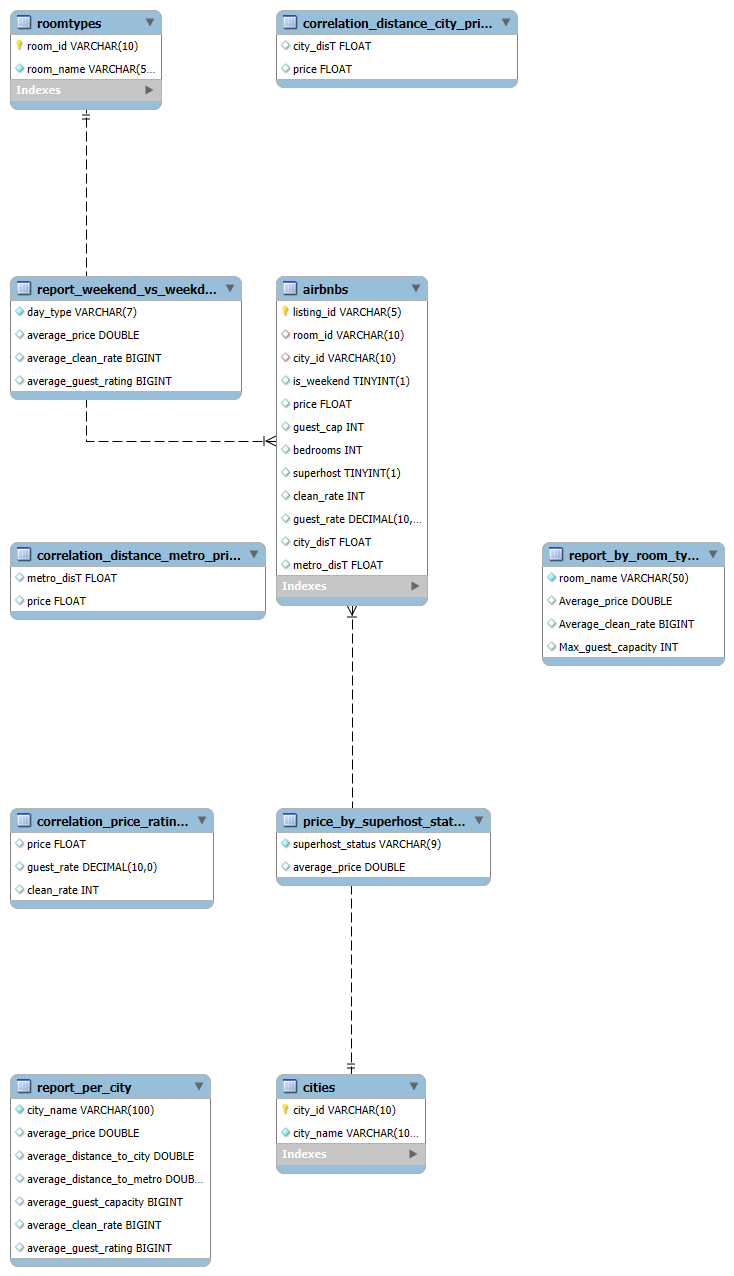 roomtypes
room_id VARCHAR(10)
room_name VARCHAR(5...
Indexes
correlation_distance_city_pri...
city_disT FLOAT
price FLOAT
report_weekend_vs_weekd...
day_type VARCHAR(7)
average_price DOUBLE
average_clean_rate BIGINT
average_guest_rating BIGINT
airbnbs
listing_id VARCHAR(5)
room_id VARCHAR(10)
city_id VARCHAR(10)
is_weekend TINYINT(1)
price FLOAT
guest_cap INT
bedrooms INT
superhost TINYINT(1)
clean_rate INT
guest_rate DECIMAL(10,...
city_disT FLOAT
metro_disT FLOAT
Indexes
correlation_distance_metro_pri...
metro_disT FLOAT
price FLOAT
report_by_room_ty...
room_name VARCHAR(50)
Average_price DOUBLE
Average_clean_rate BIGINT
Max_guest_capacity INT
correlation_price_ratin...
price FLOAT
guest_rate DECIMAL(10,0)
clean_rate INT
price_by_superhost_stat...
superhost_status VARCHAR(9)
average_price DOUBLE
report_per_city
city_name VARCHAR(100)
average_price DOUBLE
average_distance_to_city DOUBLE
average_distance_to_metro DOUB...
average_guest_capacity BIGINT
average_clean_rate BIGINT
average_guest_rating BIGINT
cities
city_id VARCHAR(10)
city_name VARCHAR(10...
Indexes